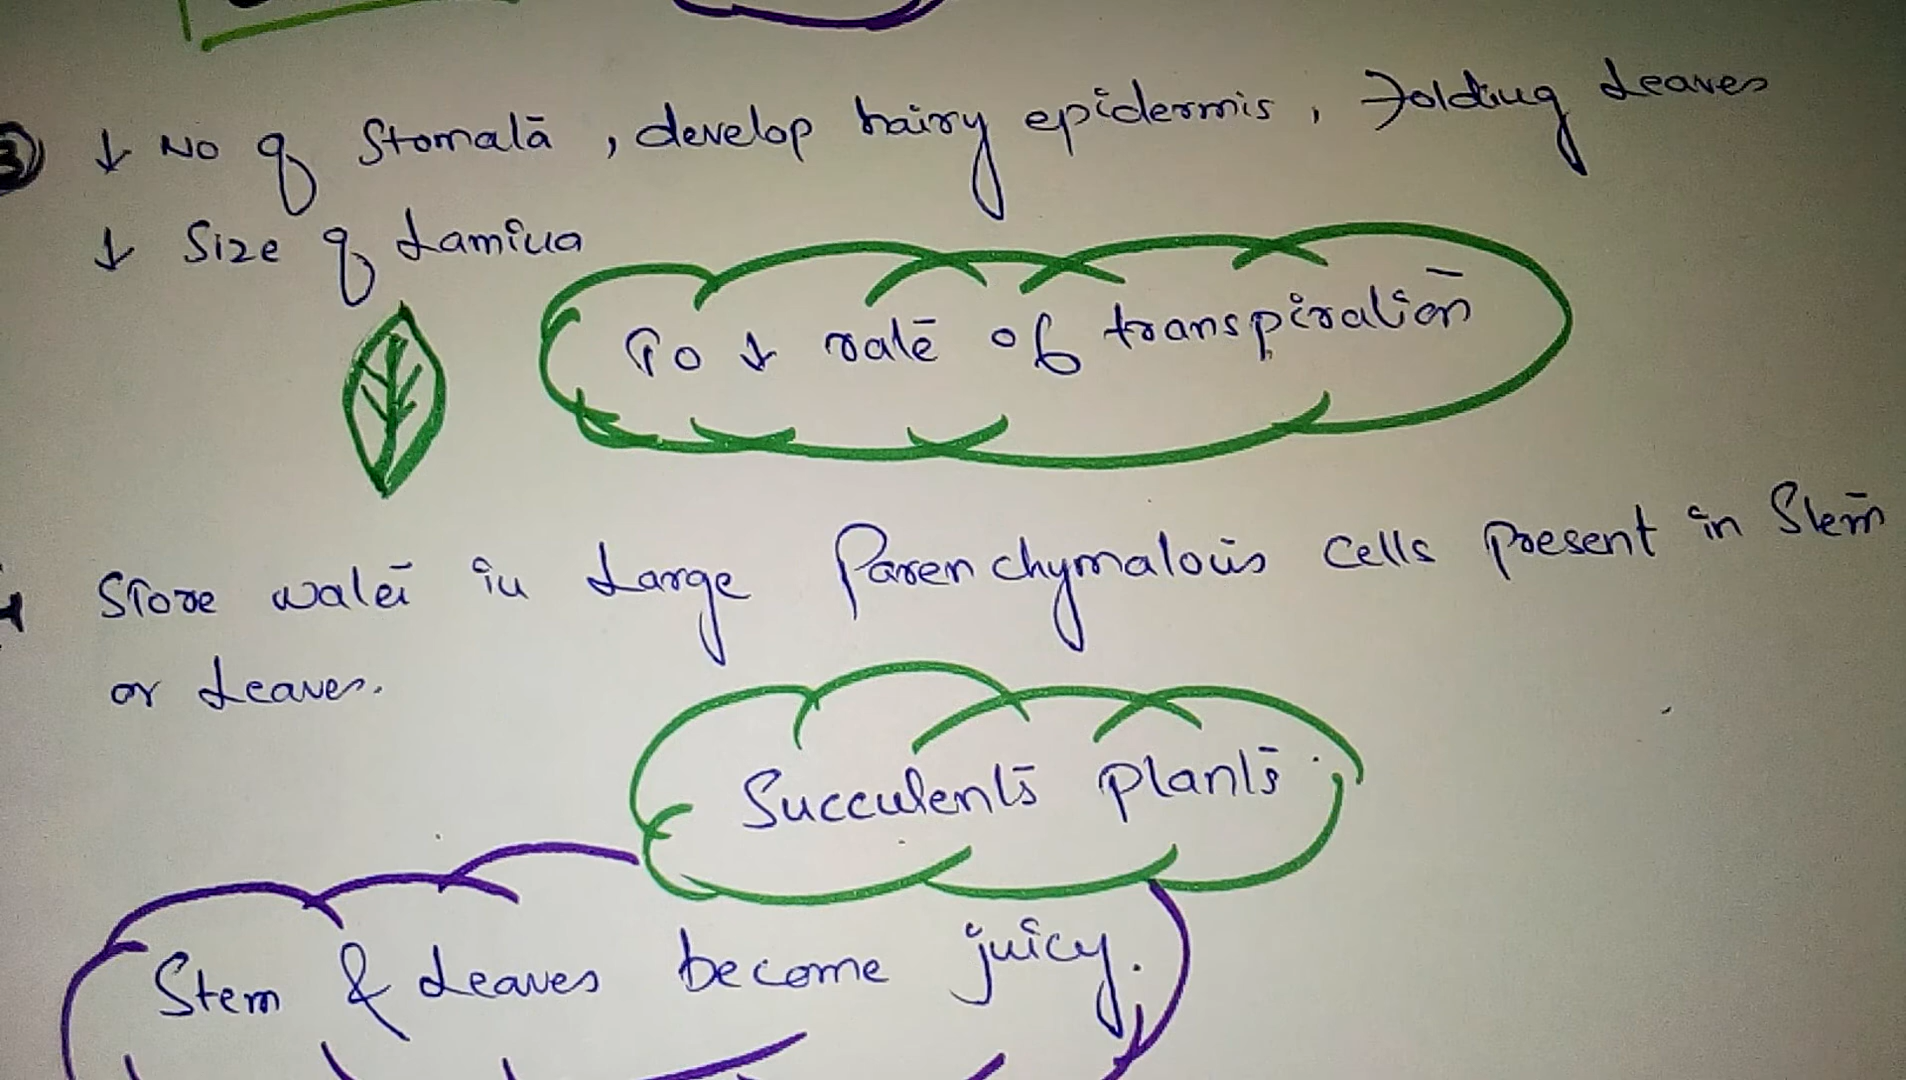 3) ↓ No of Stomata, develop hairy epidermis, Folding Leaves
↓ Size of Lamina
To ↓ rate of transpiration
4 Store water in Large Parenchymatous cells present in Stem
or Leaves.
Succulents plants.
Stem & Leaves become juicy.